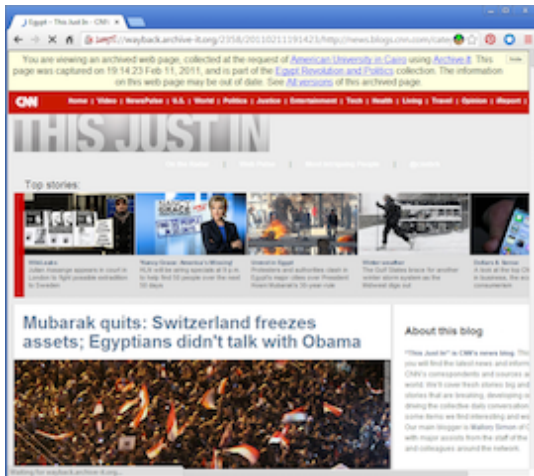 Egypt – This Just In - CNN
wayback.archive-it.org/2358/20110211191423/http://news.blogs.cnn.com/cate
You are viewing an archived web page, collected at the request of American University in Cairo using Archive-It. This
page was captured on 19:14:23 Feb 11, 2011, and is part of the Egypt Revolution and Politics collection. The information
on this web page may be out of date. See All versions of this archived page.
hide
CNN
Home | Video | NewsPulse | U.S. | World | Politics | Justice | Entertainment | Tech | Health | Living | Travel | Opinion | iReport |
THIS JUST IN
Top stories:
WikiLeaks
Julian Assange appears in court in
London to fight possible extradition
to Sweden
'Nancy Grace: America's Missing'
HLN will be airing specials at 9 p.m.
to help find 50 people over the next
50 days
Unrest in Egypt
Protesters and authorities clash in
Egypt's major cities over President
Hosni Mubarak's 30-year-rule
Winter weather
The Gulf States brace for another
winter storm system as the
Midwest digs out
Dollars & Sense
A look at the top
in business, the
consumerism
Mubarak quits: Switzerland freezes
assets; Egyptians didn't talk with Obama
About this blog
"This Just In" is CNN's news blog. This
you will find the latest news and inform
CNN's correspondents and sources a
world. We'll cover fresh stories big and
stories that are breaking, developing
driving the collective daily conversation
some items we find interesting and
Our main blogger is Mallory Simon of
with major assists from the staff of the
and colleagues around the network.
Waiting for wayback.archive-it.org...